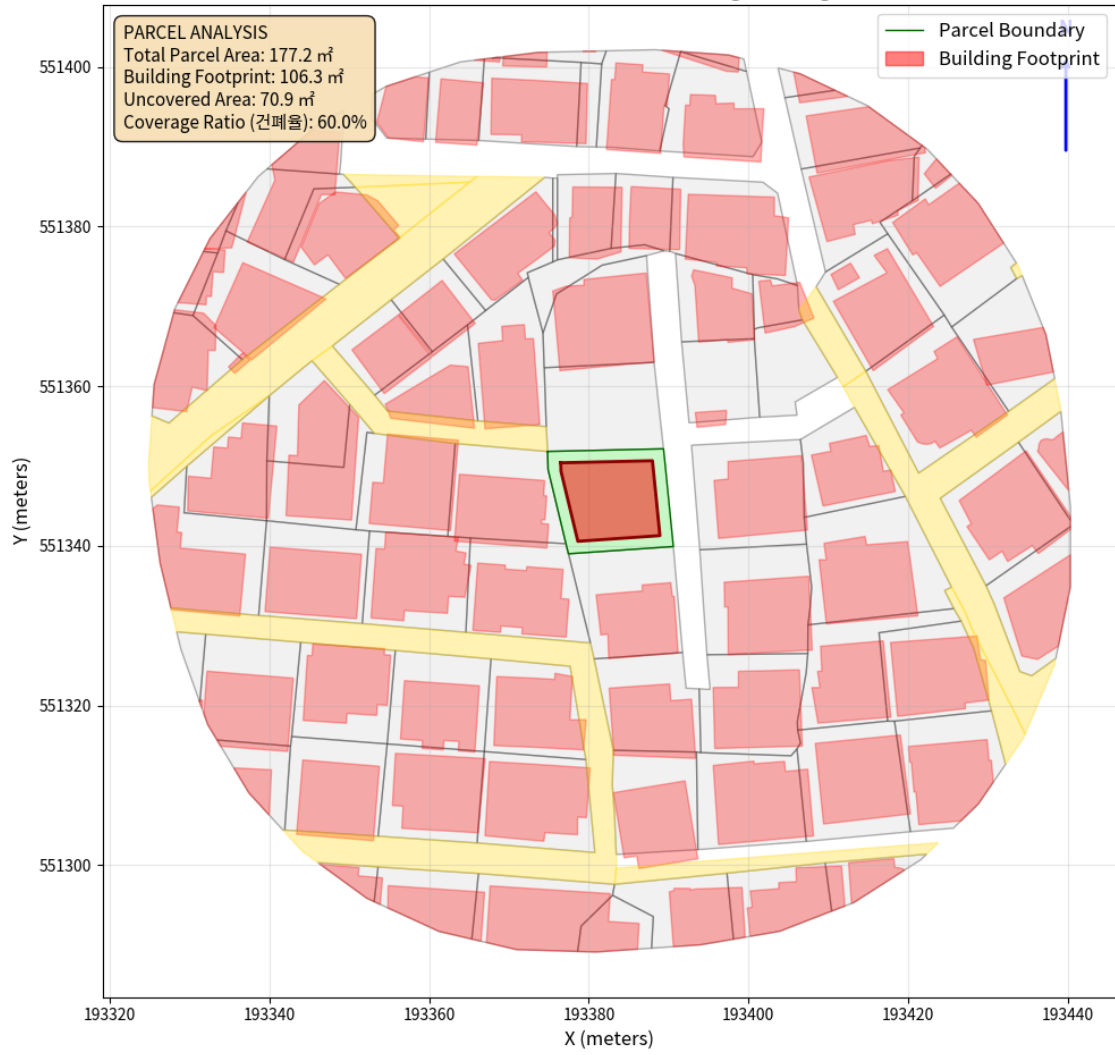 PARCEL ANALYSIS
Total Parcel Area: 177.2 ㎡
Building Footprint: 106.3 ㎡
Uncovered Area: 70.9 ㎡
Coverage Ratio (건폐율): 60.0%
Parcel Boundary
Building Footprint
N
Y (meters)
551400
551380
551360
551340
551320
551300
193320
193340
193360
193380
193400
193420
193440
X (meters)